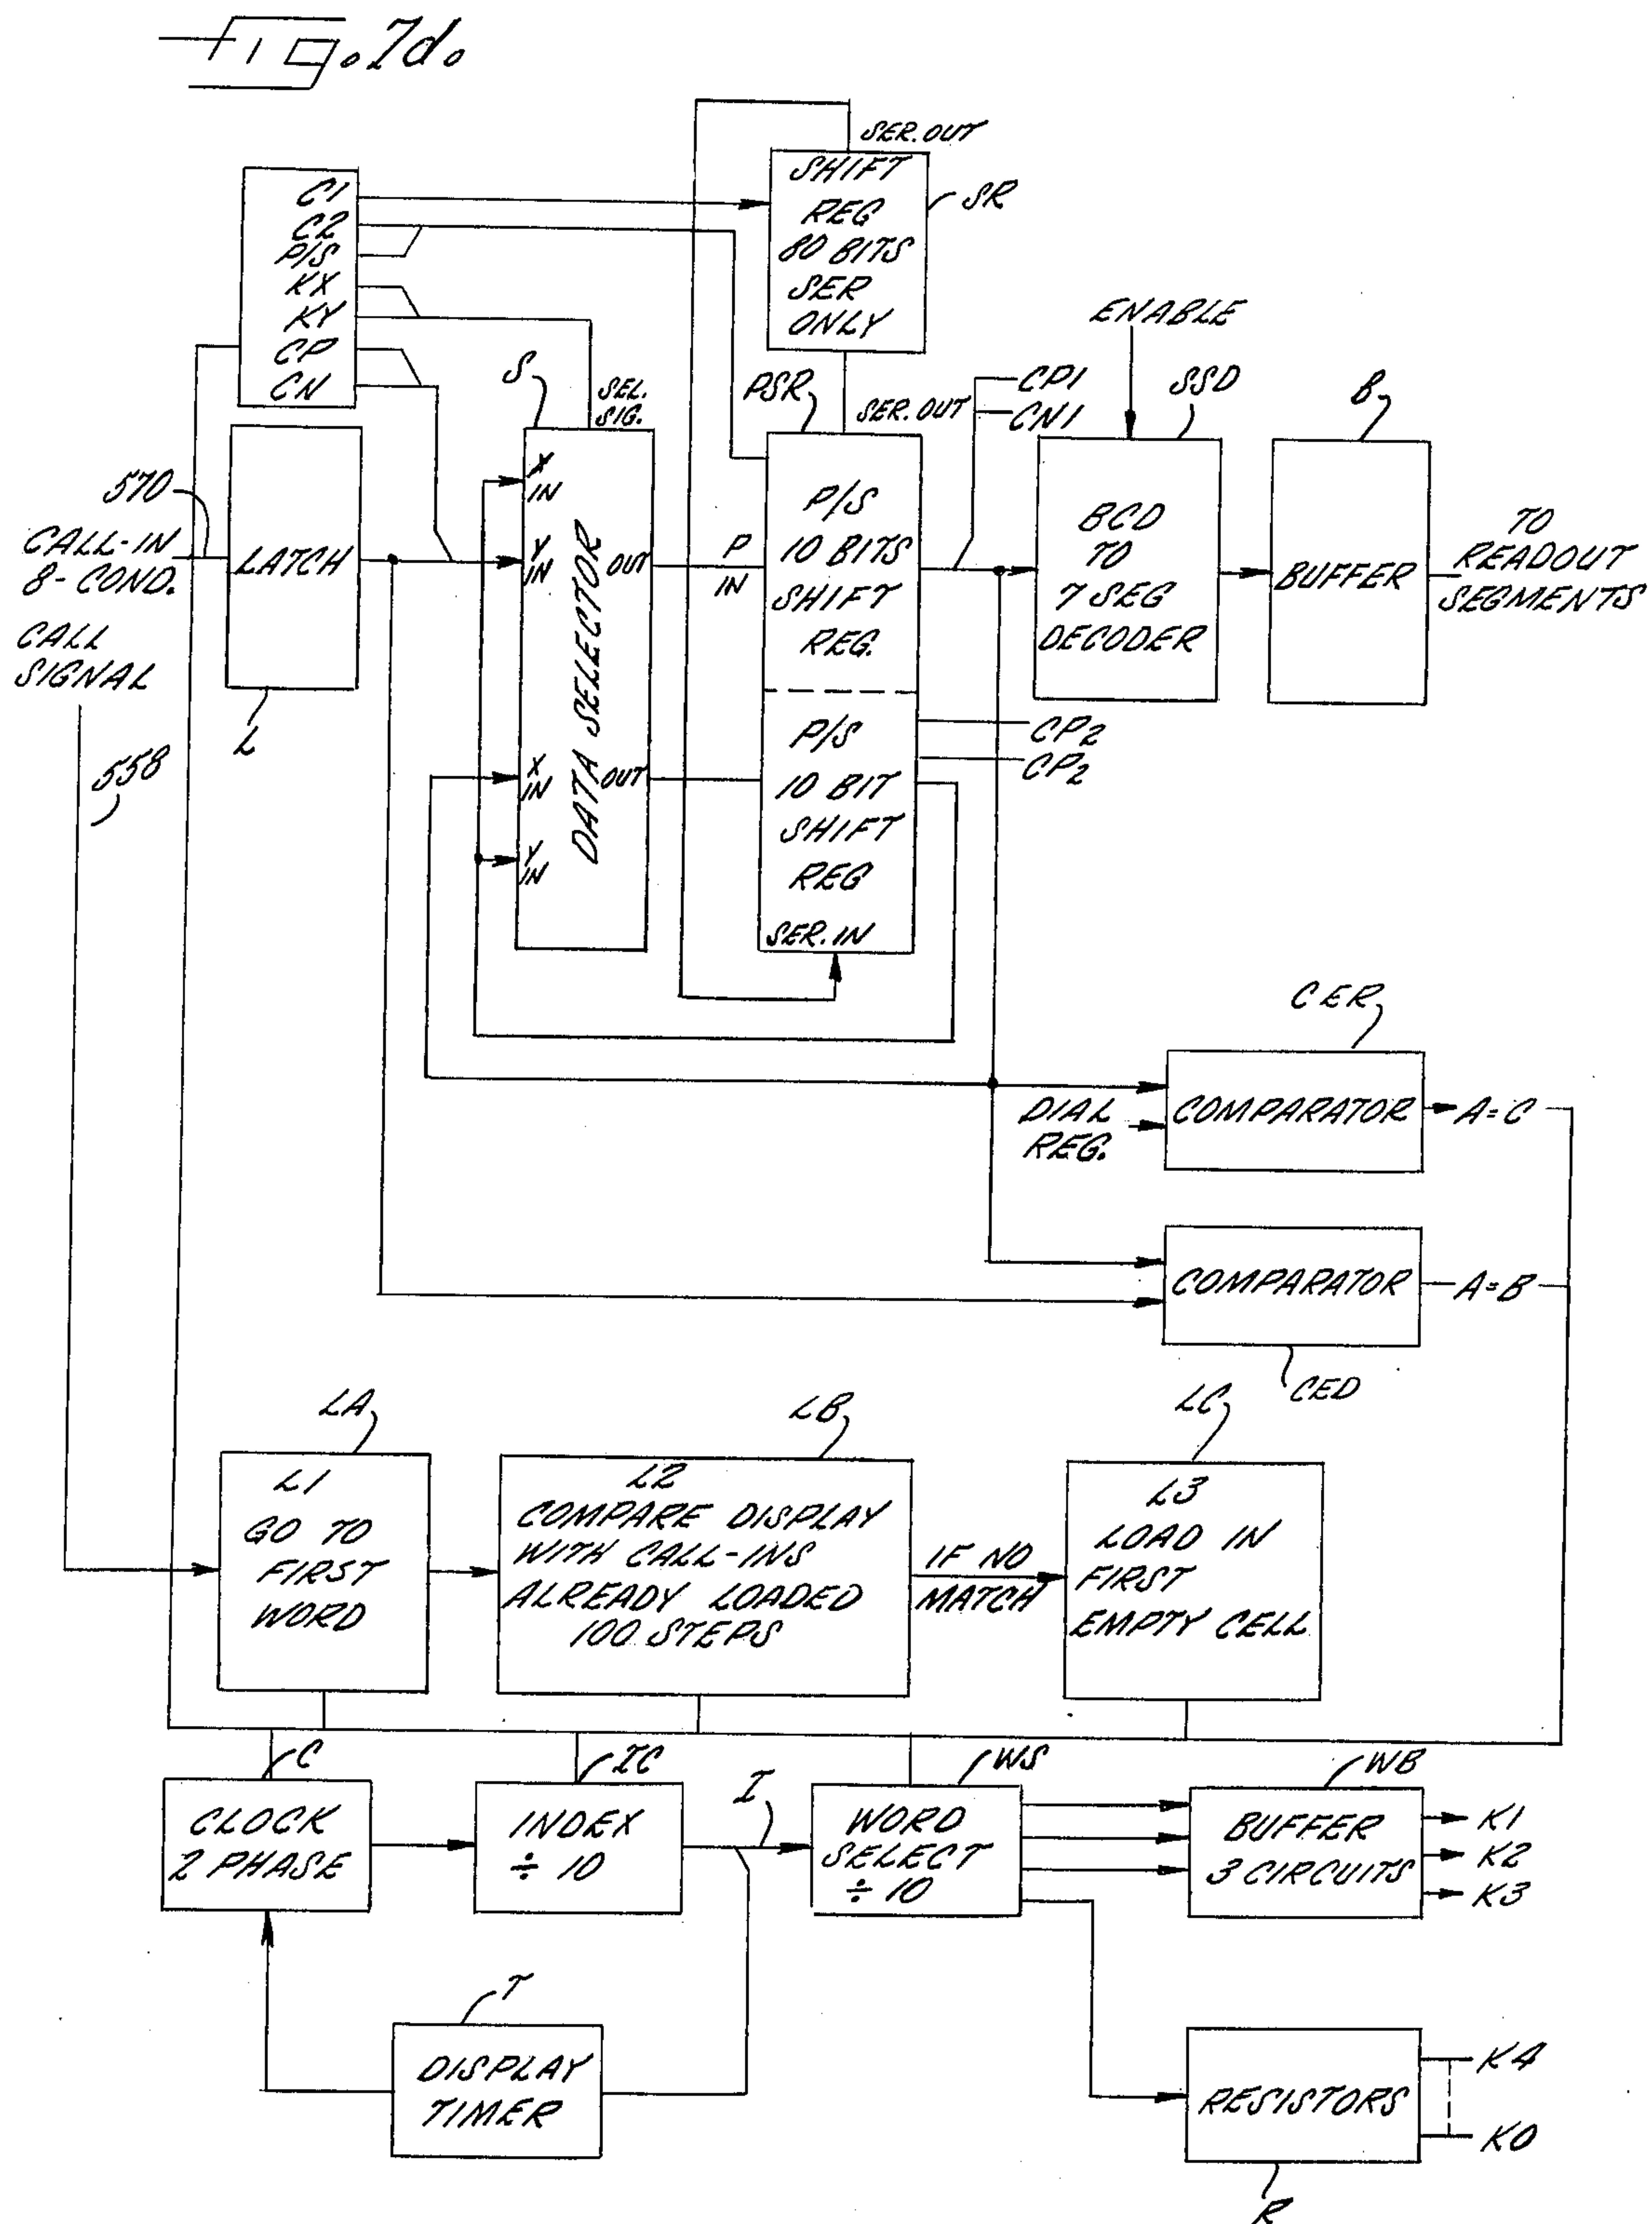 Fig. 7d.
SER. OUT
SHIFT
REG
80 BITS
SER
ONLY
SR
C1
C2
P/S
KX
KY
CP
CN
S
SEL.
SIG.
PSR
SER. OUT
CP1
CN1
ENABLE
SSD
B
570
CALL-IN
8-COND.
CALL
SIGNAL
558
LATCH
L
X
IN
Y
IN
DATA SELECTOR
OUT
X
IN
OUT
Y
IN
P
IN
P/S
10 BITS
SHIFT
REG.
P/S
10 BIT
SHIFT
REG
SER. IN
CP2
CP2
BCD
TO
7 SEG
DECODER
BUFFER
TO
READOUT
SEGMENTS
CER
DIAL
REG.
COMPARATOR
A=C
COMPARATOR
A=B
CED
LA
L1
GO TO
FIRST
WORD
LB
L2
COMPARE DISPLAY
WITH CALL-INS
ALREADY LOADED
100 STEPS
IF NO
MATCH
LC
L3
LOAD IN
FIRST
EMPTY CELL
C
CLOCK
2 PHASE
IC
INDEX
÷ 10
I
WS
WORD
SELECT
÷ 10
WB
BUFFER
3 CIRCUITS
K1
K2
K3
T
DISPLAY
TIMER
RESISTORS
K4
K0
R